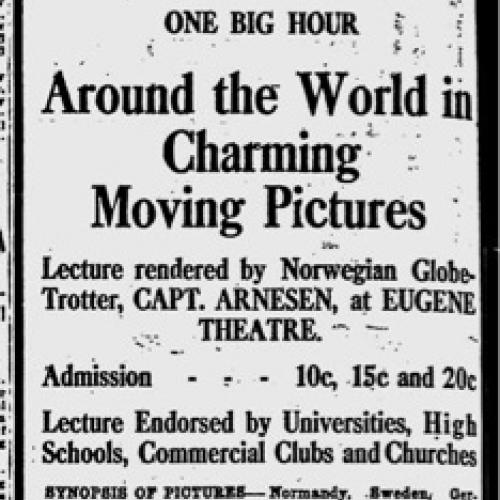 ONE BIG HOUR
Around the World in
Charming
Moving Pictures
Lecture rendered by Norwegian Globe-
Trotter, CAPT. ARNESEN, at EUGENE
THEATRE.
Admission - - - 10c, 15c and 20c
Lecture Endorsed by Universities, High
Schools, Commercial Clubs and Churches
SYNOPSIS OF PICTURES—Normandy, Sweden, Ger-